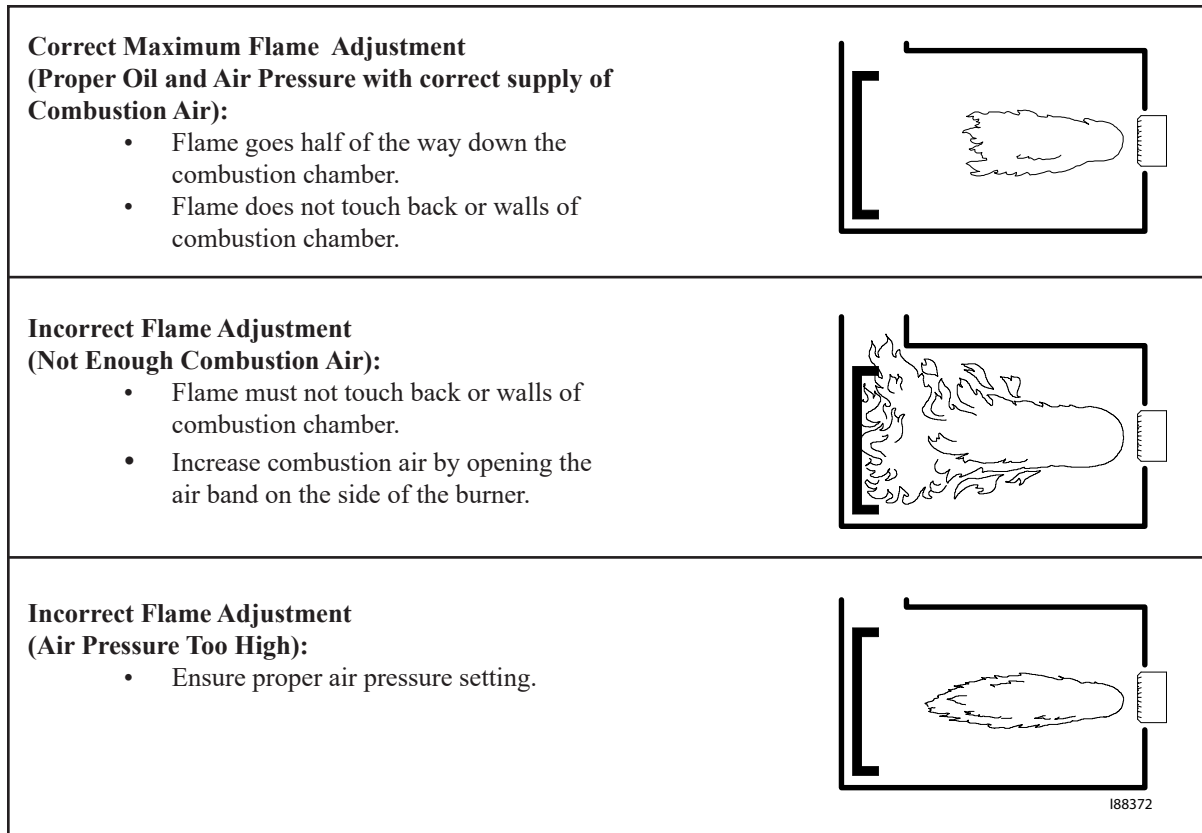 Correct Maximum Flame Adjustment
(Proper Oil and Air Pressure with correct supply of
Combustion Air):
• Flame goes half of the way down the
combustion chamber.
• Flame does not touch back or walls of
combustion chamber.
Incorrect Flame Adjustment
(Not Enough Combustion Air):
• Flame must not touch back or walls of
combustion chamber.
• Increase combustion air by opening the
air band on the side of the burner.
Incorrect Flame Adjustment
(Air Pressure Too High):
• Ensure proper air pressure setting.
I88372